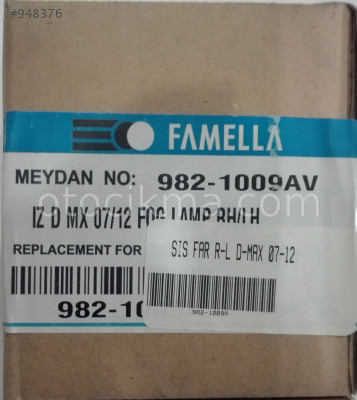 #948376
FAMELLA
MEYDAN NO: 982-1009AV
IZ D MX 07/12 FOG LAMP RH/LH
REPLACEMENT FOR
SIS FAR R-L D-MAX 07-12
982-10
982-1009A
otocikma.com